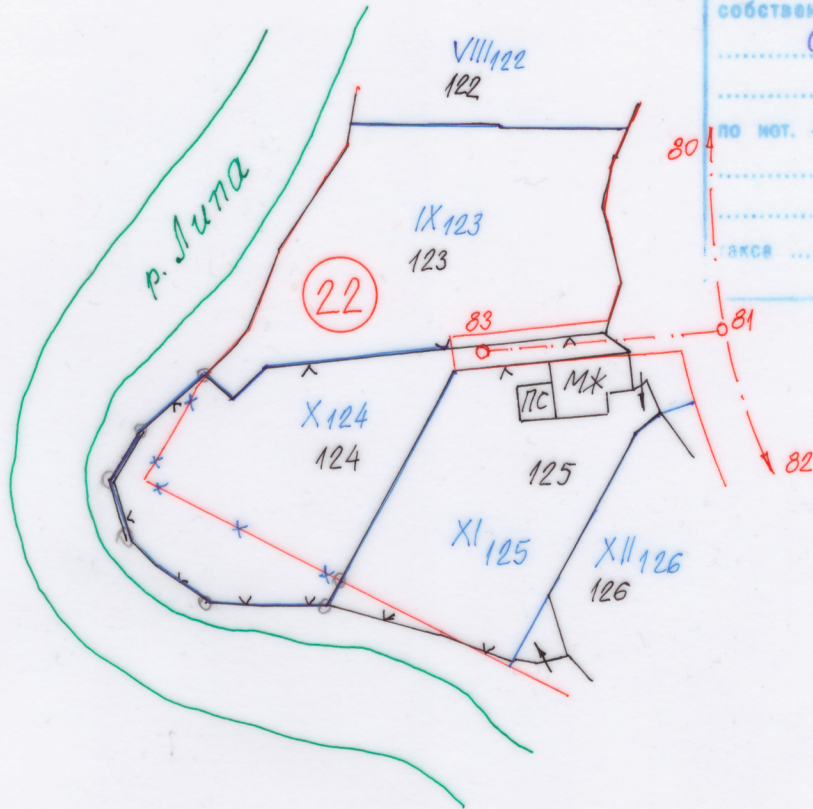 собствен
VIII 122
122
по нот.
80
р. Липа
IX 123
123
такса ....
22
83
81
МЖ
ПС
X 124
124
125
82
XI 125
XII 126
126